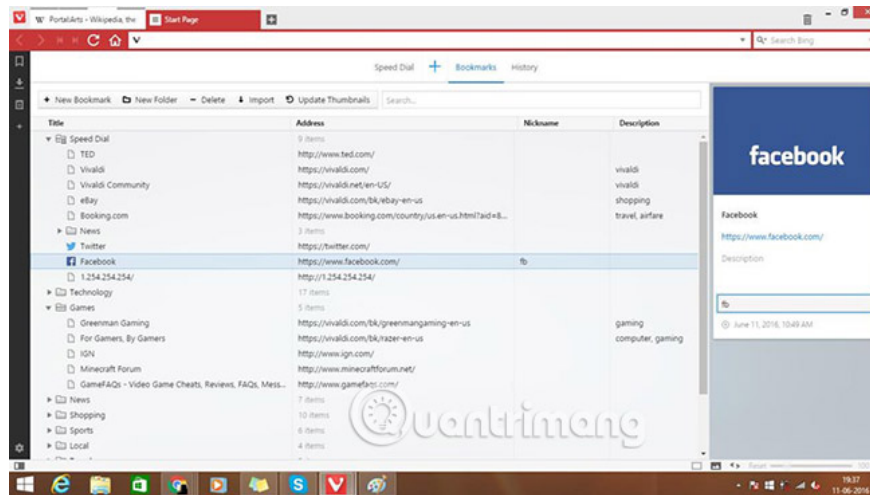 W PortalArts - Wikipedia, the
Start Page
Search Bing
Speed Dial
Bookmarks
History
New Bookmark New Folder Delete Import Update Thumbnails Search...
Title Address Nickname Description
Speed Dial 9 items
TED http://www.ted.com/
Vivaldi https://vivaldi.com/ vivaldi
Vivaldi Community https://vivaldi.net/en-US/ vivaldi
eBay https://vivaldi.com/bk/ebay-en-us shopping
Booking.com https://www.booking.com/country/us.en-us.html?aid=8... travel, airfare
News 3 items
Twitter https://twitter.com/
Facebook https://www.facebook.com/ fb
1.254.254.254/ http://1.254.254.254/
Technology 17 items
Games 5 items
Greenman Gaming https://vivaldi.com/bk/greenmangaming-en-us gaming
For Gamers, By Gamers https://vivaldi.com/bk/razer-en-us computer, gaming
IGN http://www.ign.com/
Minecraft Forum http://www.minecraftforum.net/
GameFAQs - Video Game Cheats, Reviews, FAQs, Mess... http://www.gamefaqs.com/
News 7 items
Shopping 10 items
Sports 6 items
Local 4 items
facebook
Facebook
https://www.facebook.com/
Description
fb
June 11, 2016, 10:49 AM
Quantrimang
Reset
19:37
11-06-2016